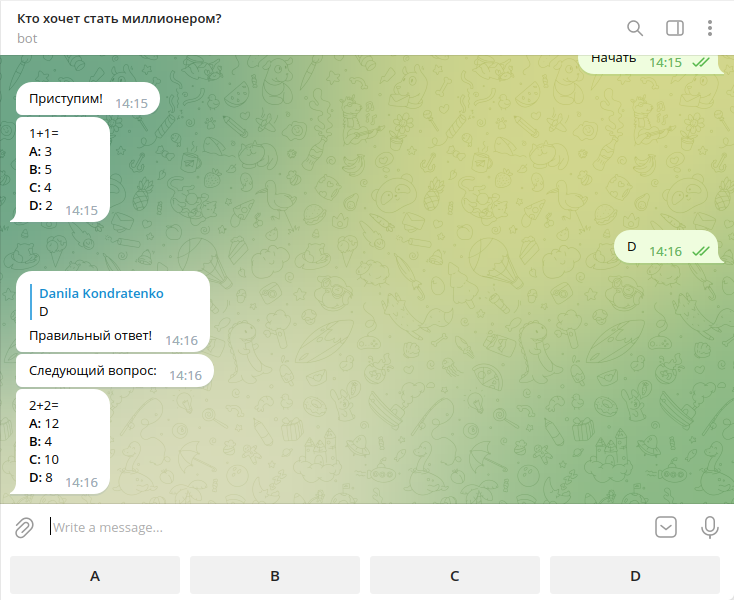 Кто хочет стать миллионером?
bot
Начать 14:15
Приступим! 14:15
1+1=
A: 3
B: 5
C: 4
D: 2 14:15
D 14:16
Danila Kondratenko
D
Правильный ответ! 14:16
Следующий вопрос: 14:16
2+2=
A: 12
B: 4
C: 10
D: 8 14:16
Write a message...
A B C D